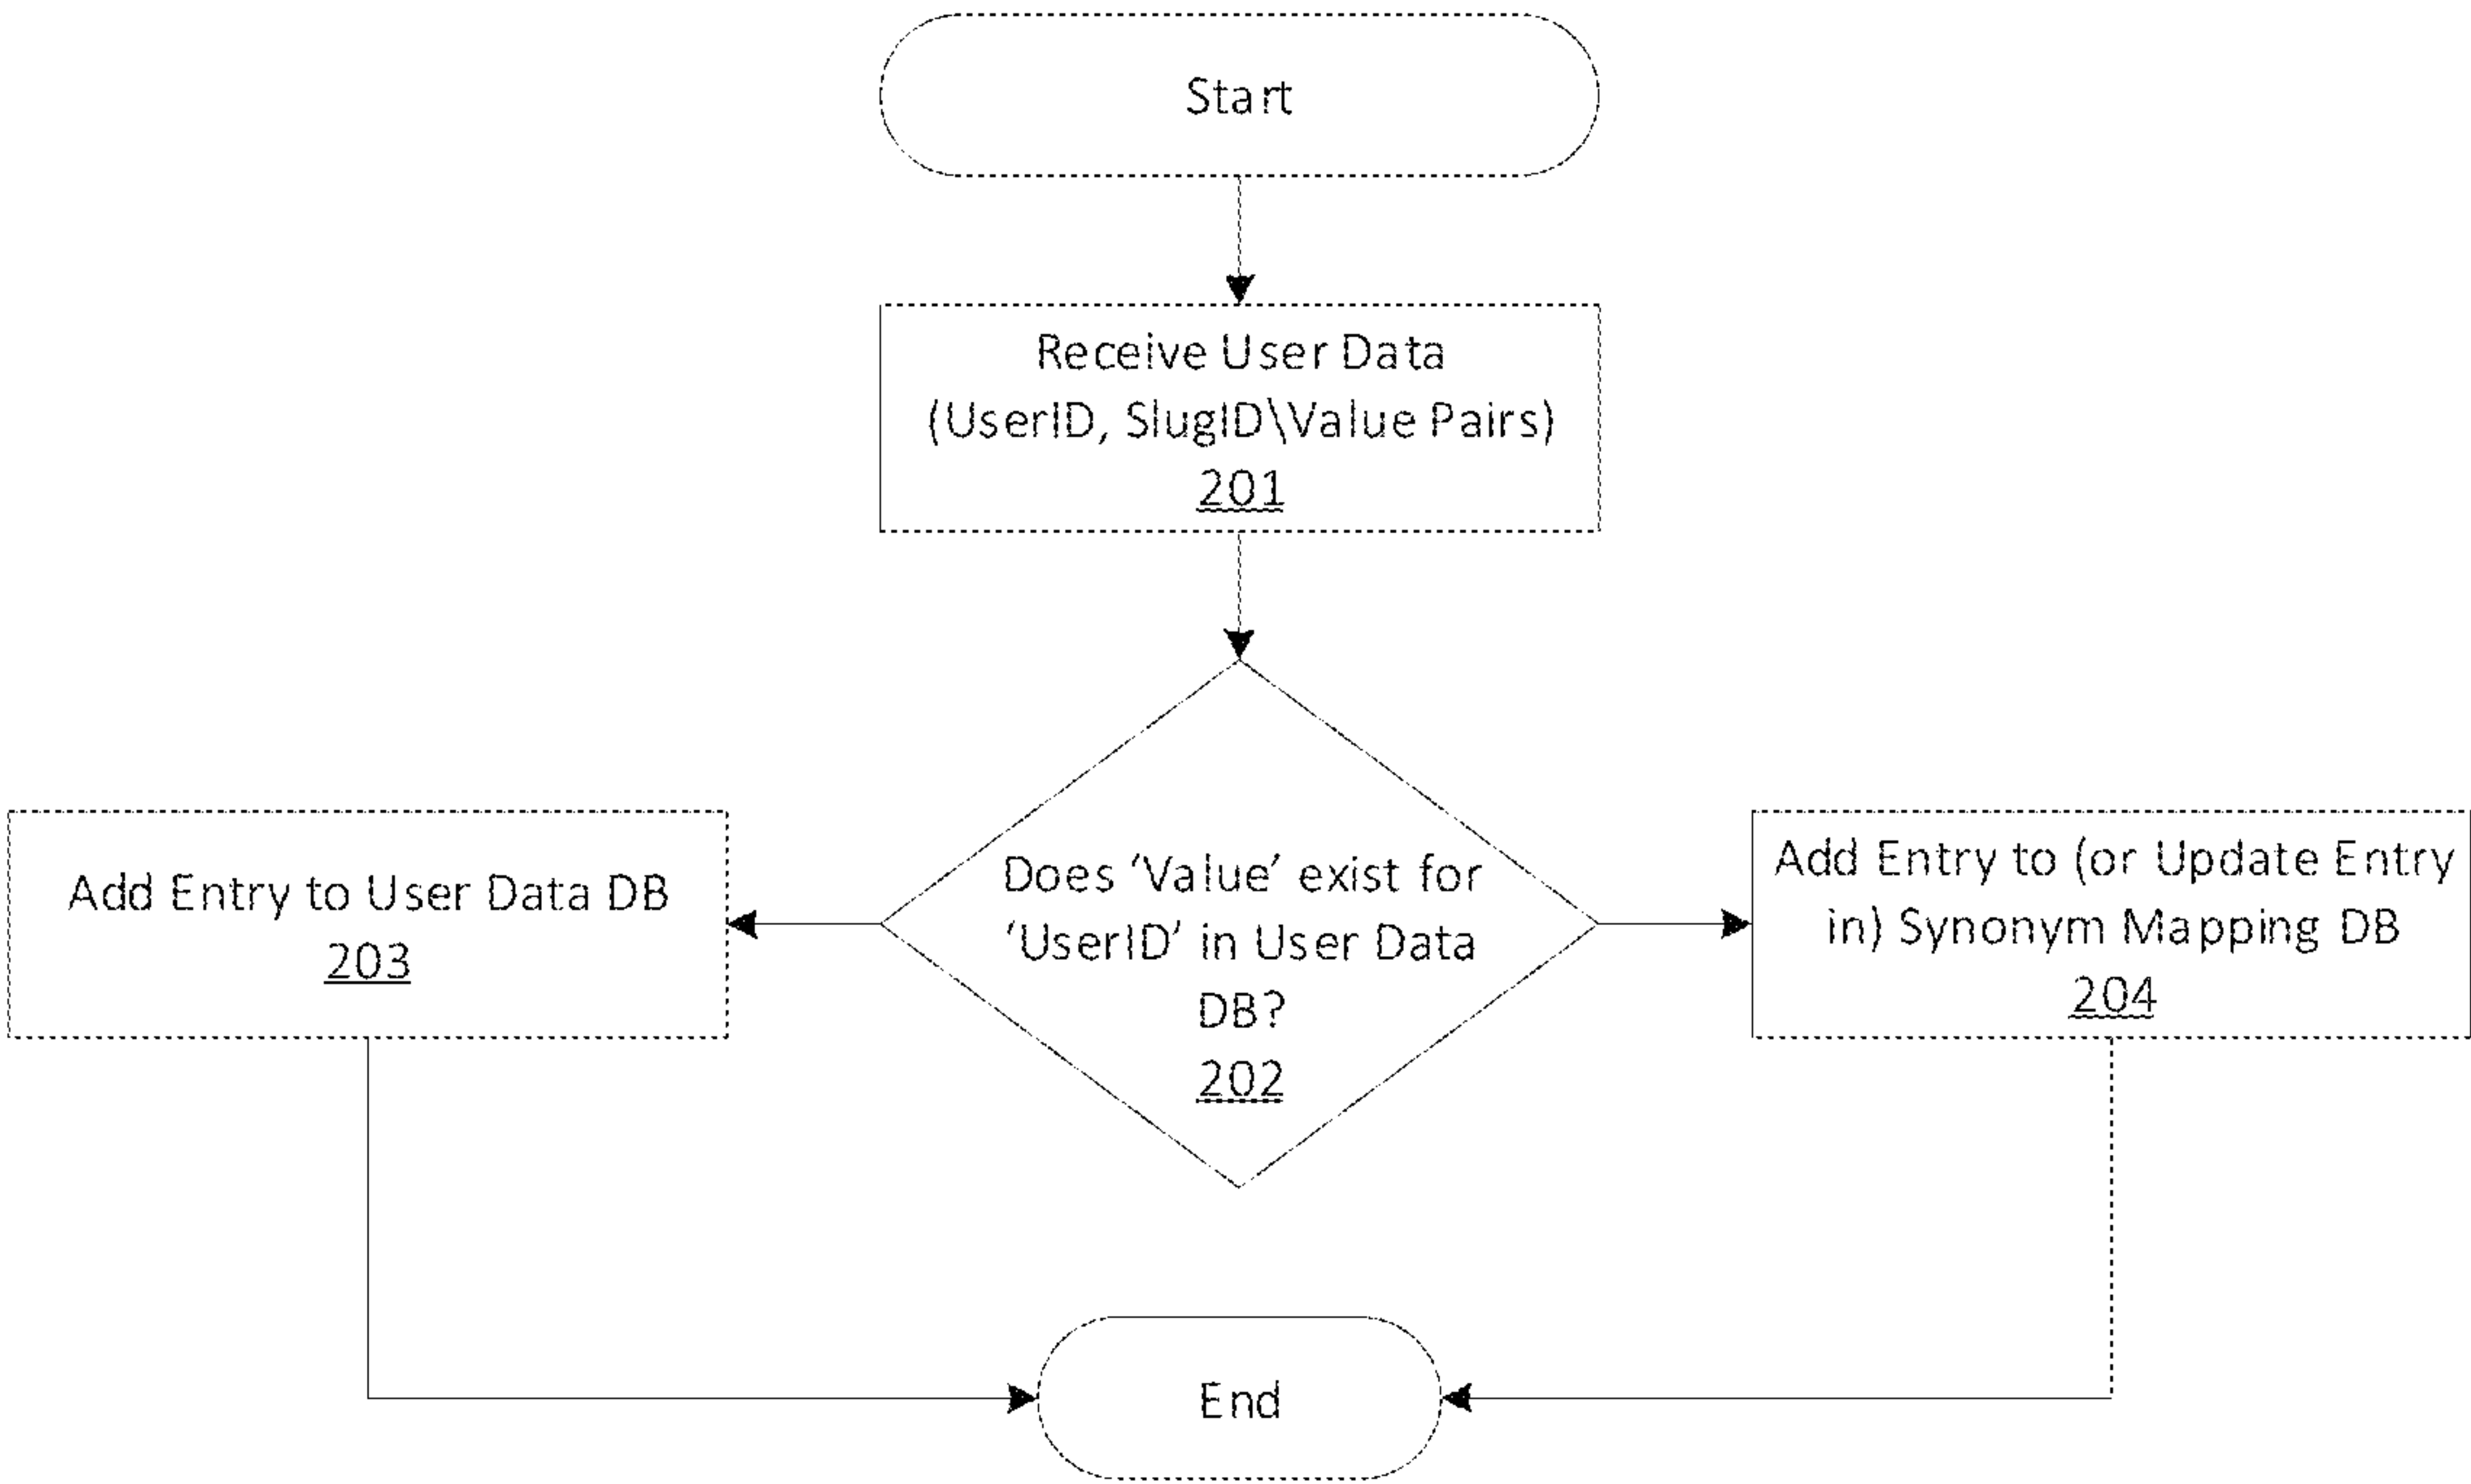 Start
Receive User Data
(UserID, SlugID\Value Pairs)
201
Does ‘Value’ exist for
‘UserID’ in User Data
DB?
202
Add Entry to User Data DB
203
Add Entry to (or Update Entry
in) Synonym Mapping DB
204
End